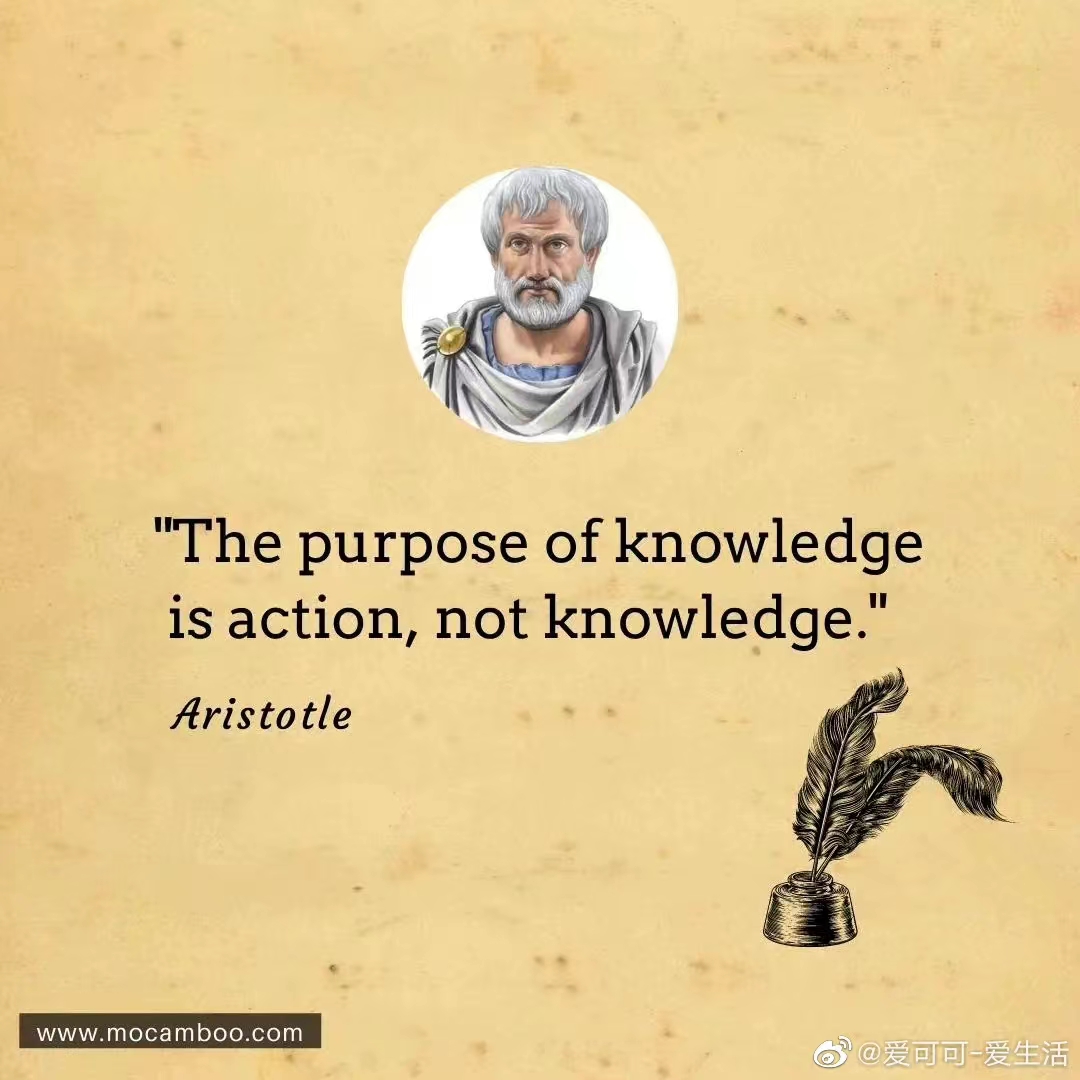 "The purpose of knowledge
is action, not knowledge."
Aristotle
www.mocamboo.com
@爱可可-爱生活